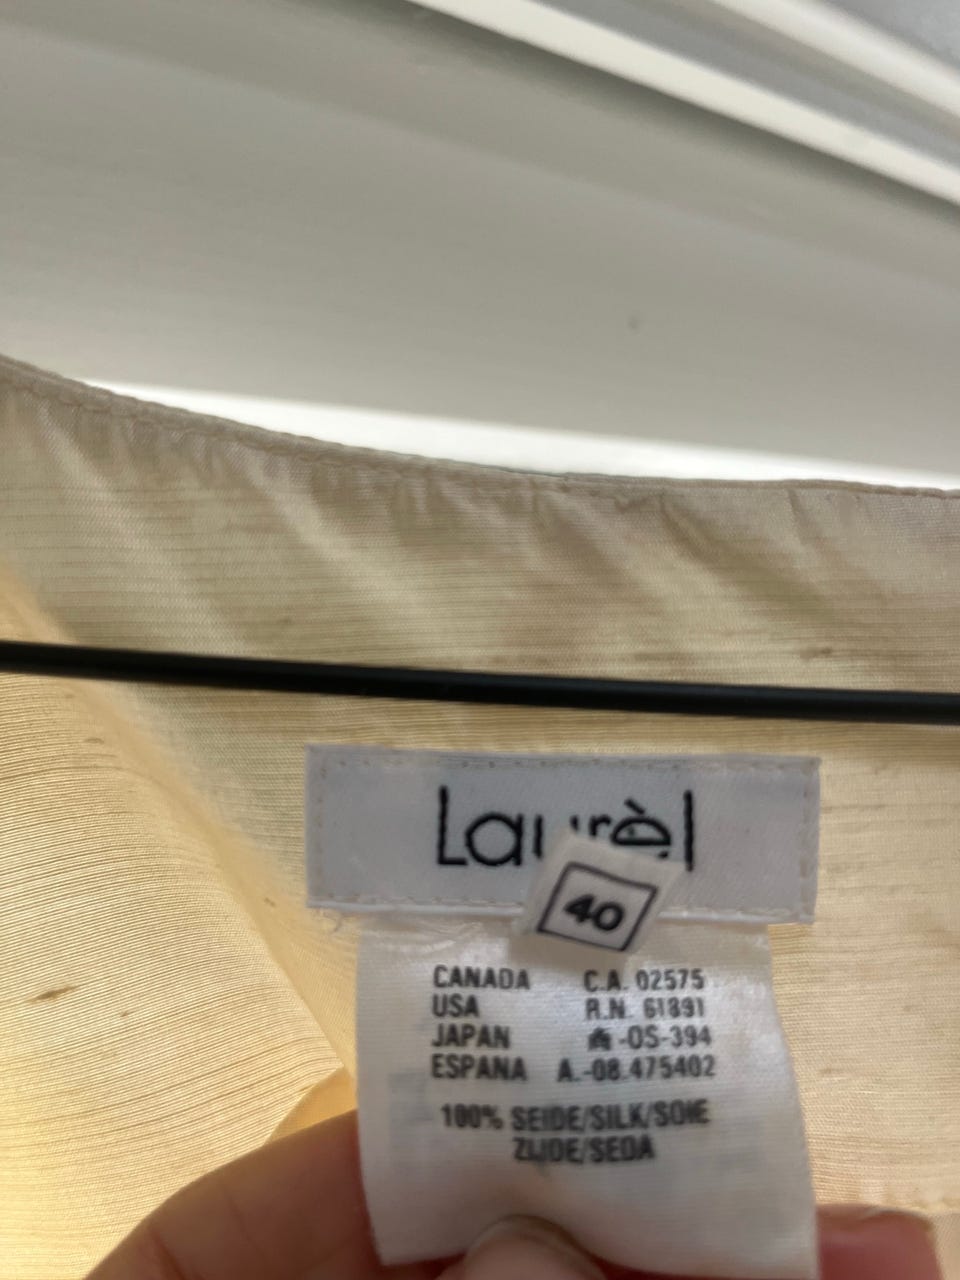 Laurèl
40
CANADA C.A. 02575
USA R.N. 61891
JAPAN -OS-394
ESPANA A.-08.475402
100% SEIDE/SILK/SOIE
ZIJDE/SEDA